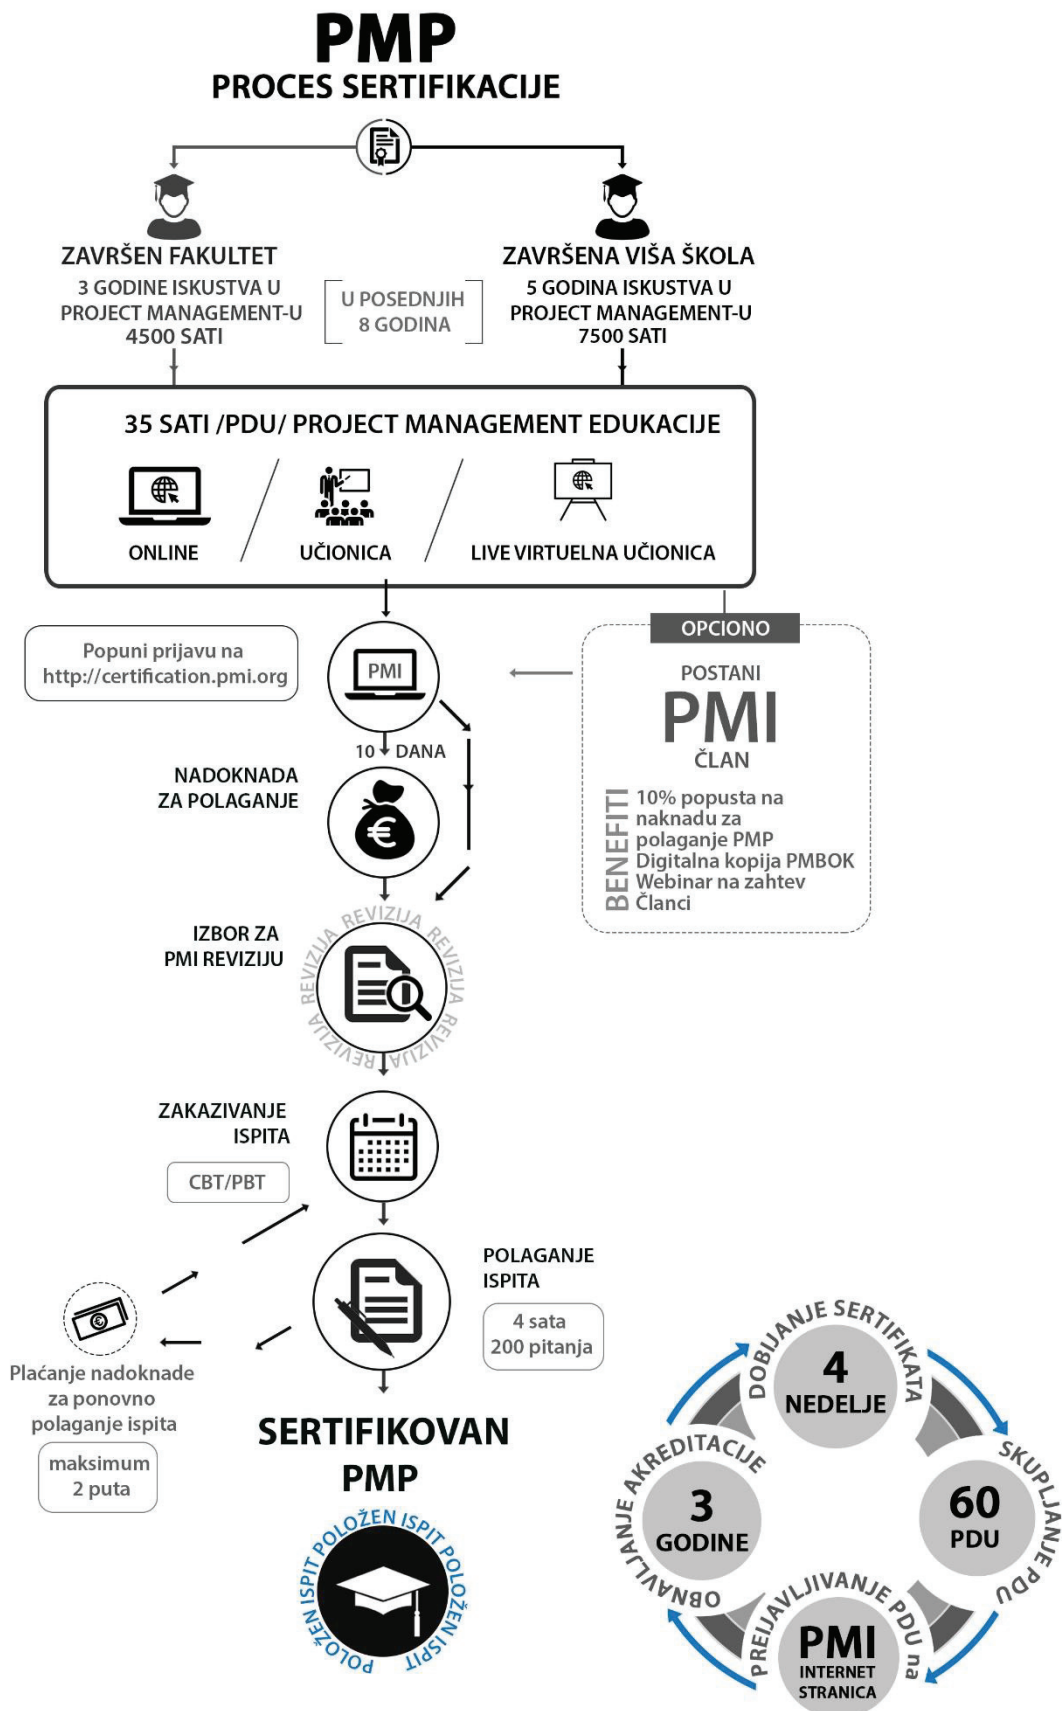 PMP
PROCES SERTIFIKACIJE
ZAVRŠEN FAKULTET
3 GODINE ISKUSTVA U
PROJECT MANAGEMENT-U
4500 SATI
U POSEDNJIH
8 GODINA
ZAVRŠENA VIŠA ŠKOLA
5 GODINA ISKUSTVA U
PROJECT MANAGEMENT-U
7500 SATI
35 SATI /PDU/ PROJECT MANAGEMENT EDUKACIJE
ONLINE
UČIONICA
LIVE VIRTUELNA UČIONICA
Popuni prijavu na
http://certification.pmi.org
PMI
10 DANA
OPCIONO
POSTANI
PMI
ČLAN
BENEFITI
10% popusta na
naknadu za
polaganje PMP
Digitalna kopija PMBOK
Webinar na zahtev
Članci
NADOKNADA
ZA POLAGANJE
IZBOR ZA
PMI REVIZIJU
REVIZIJA REVIZIJA REVIZIJA REVIZIJA REVIZIJA REVIZIJA
ZAKAZIVANJE
ISPITA
CBT/PBT
POLAGANJE
ISPITA
4 sata
200 pitanja
Plaćanje nadoknade
za ponovno
polaganje ispita
maksimum
2 puta
SERTIFIKOVAN
PMP
POLOŽEN ISPIT POLOŽEN ISPIT POLOŽEN ISPIT
DOBIJANJE SERTIFIKATA
4
NEDELJE
SKUPLJANJE PDU
60
PDU
PREIJAVLJIVANJE PDU na
PMI
INTERNET
STRANICA
OBNAVLJANJE AKREDITACIJE
3
GODINE